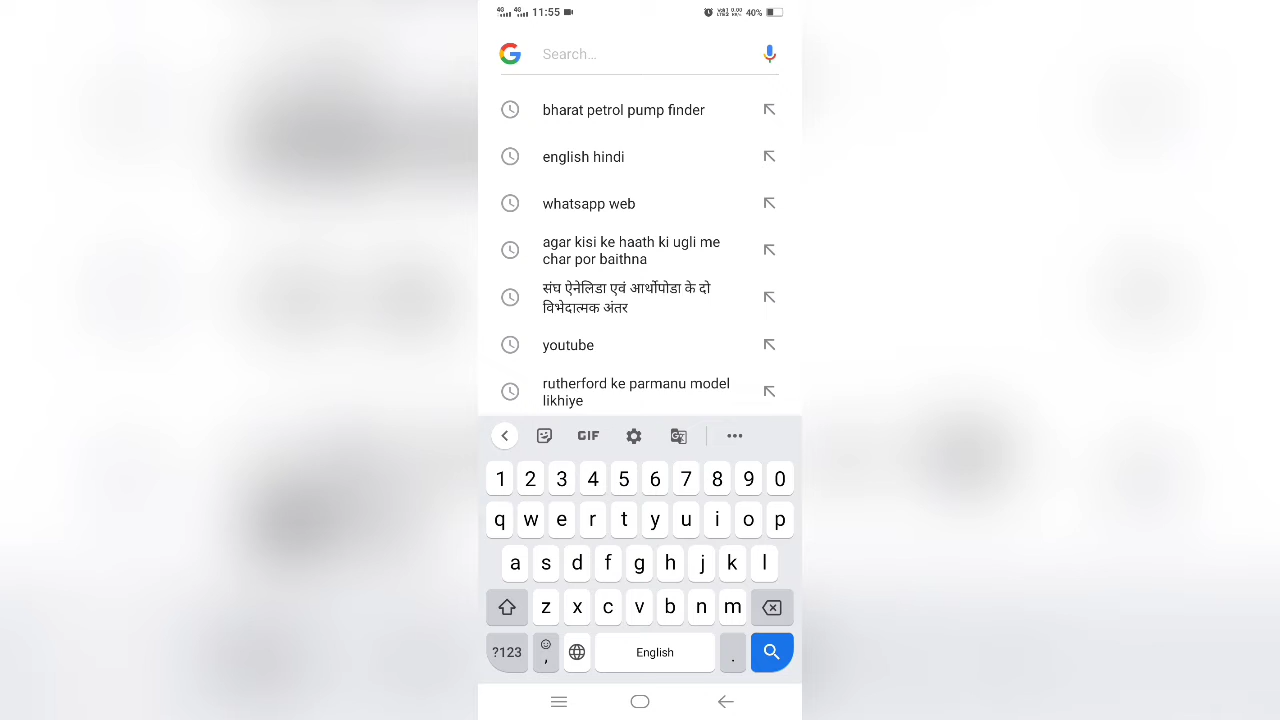 4G 4G 11:55 40%
Search...
bharat petrol pump finder
english hindi
whatsapp web
agar kisi ke haath ki ugli me
char por baithna
संघ ऐनेलिडा एवं आर्थोपोडा के दो
विभेदात्मक अंतर
youtube
rutherford ke parmanu model
likhiye
GIF
1 2 3 4 5 6 7 8 9 0
q w e r t y u i o p
a s d f g h j k l
z x c v b n m
?123 , English .